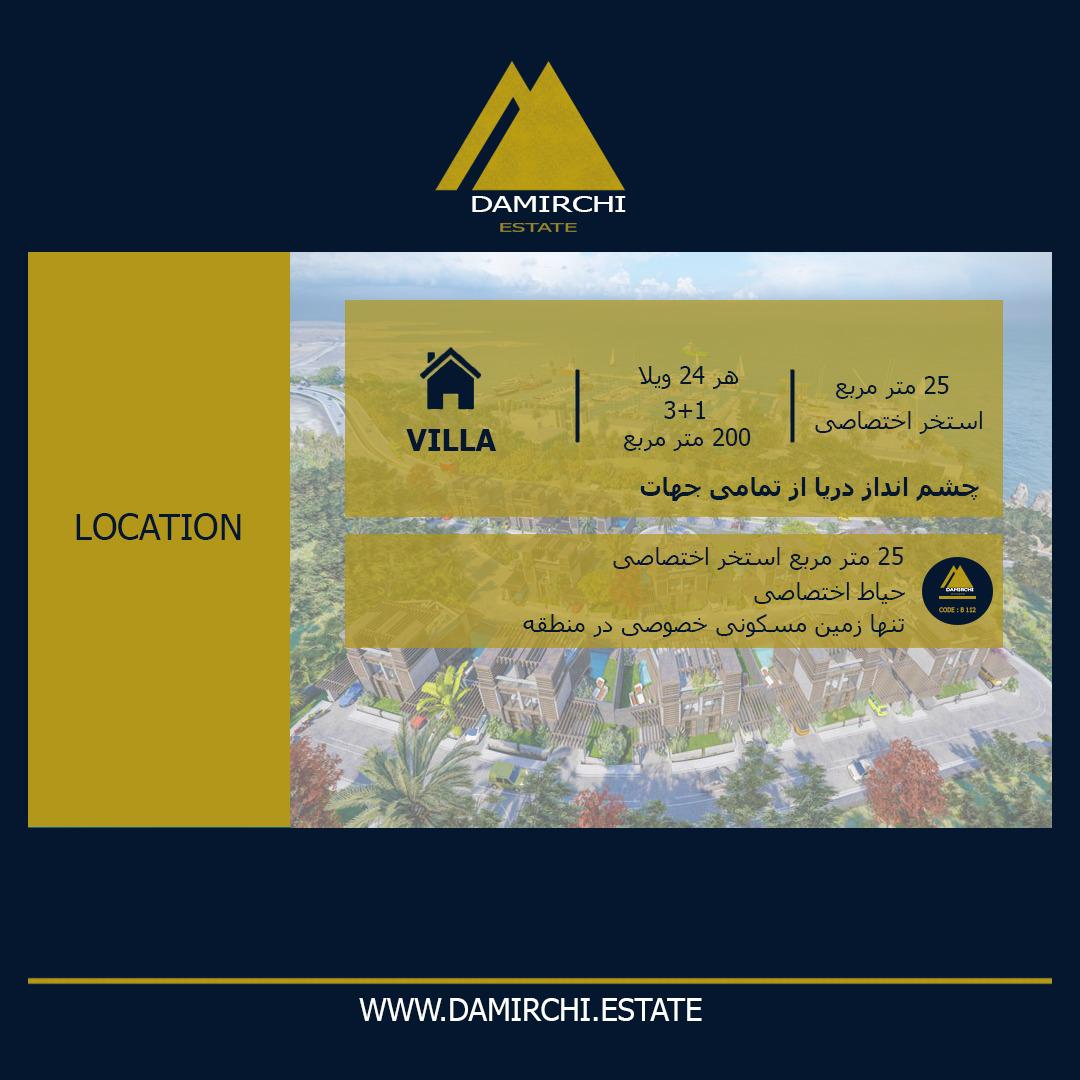 DAMIRCHI
ESTATE
LOCATION
VILLA
هر 24 ویلا
3+1
200 متر مربع
25 متر مربع
استخر اختصاصی
چشم انداز دریا از تمامی جهات
25 متر مربع استخر اختصاصی
حیاط اختصاصی
تنها زمین مسکونی خصوصی در منطقه
DAMIRCHI
CODE : B 112
WWW.DAMIRCHI.ESTATE